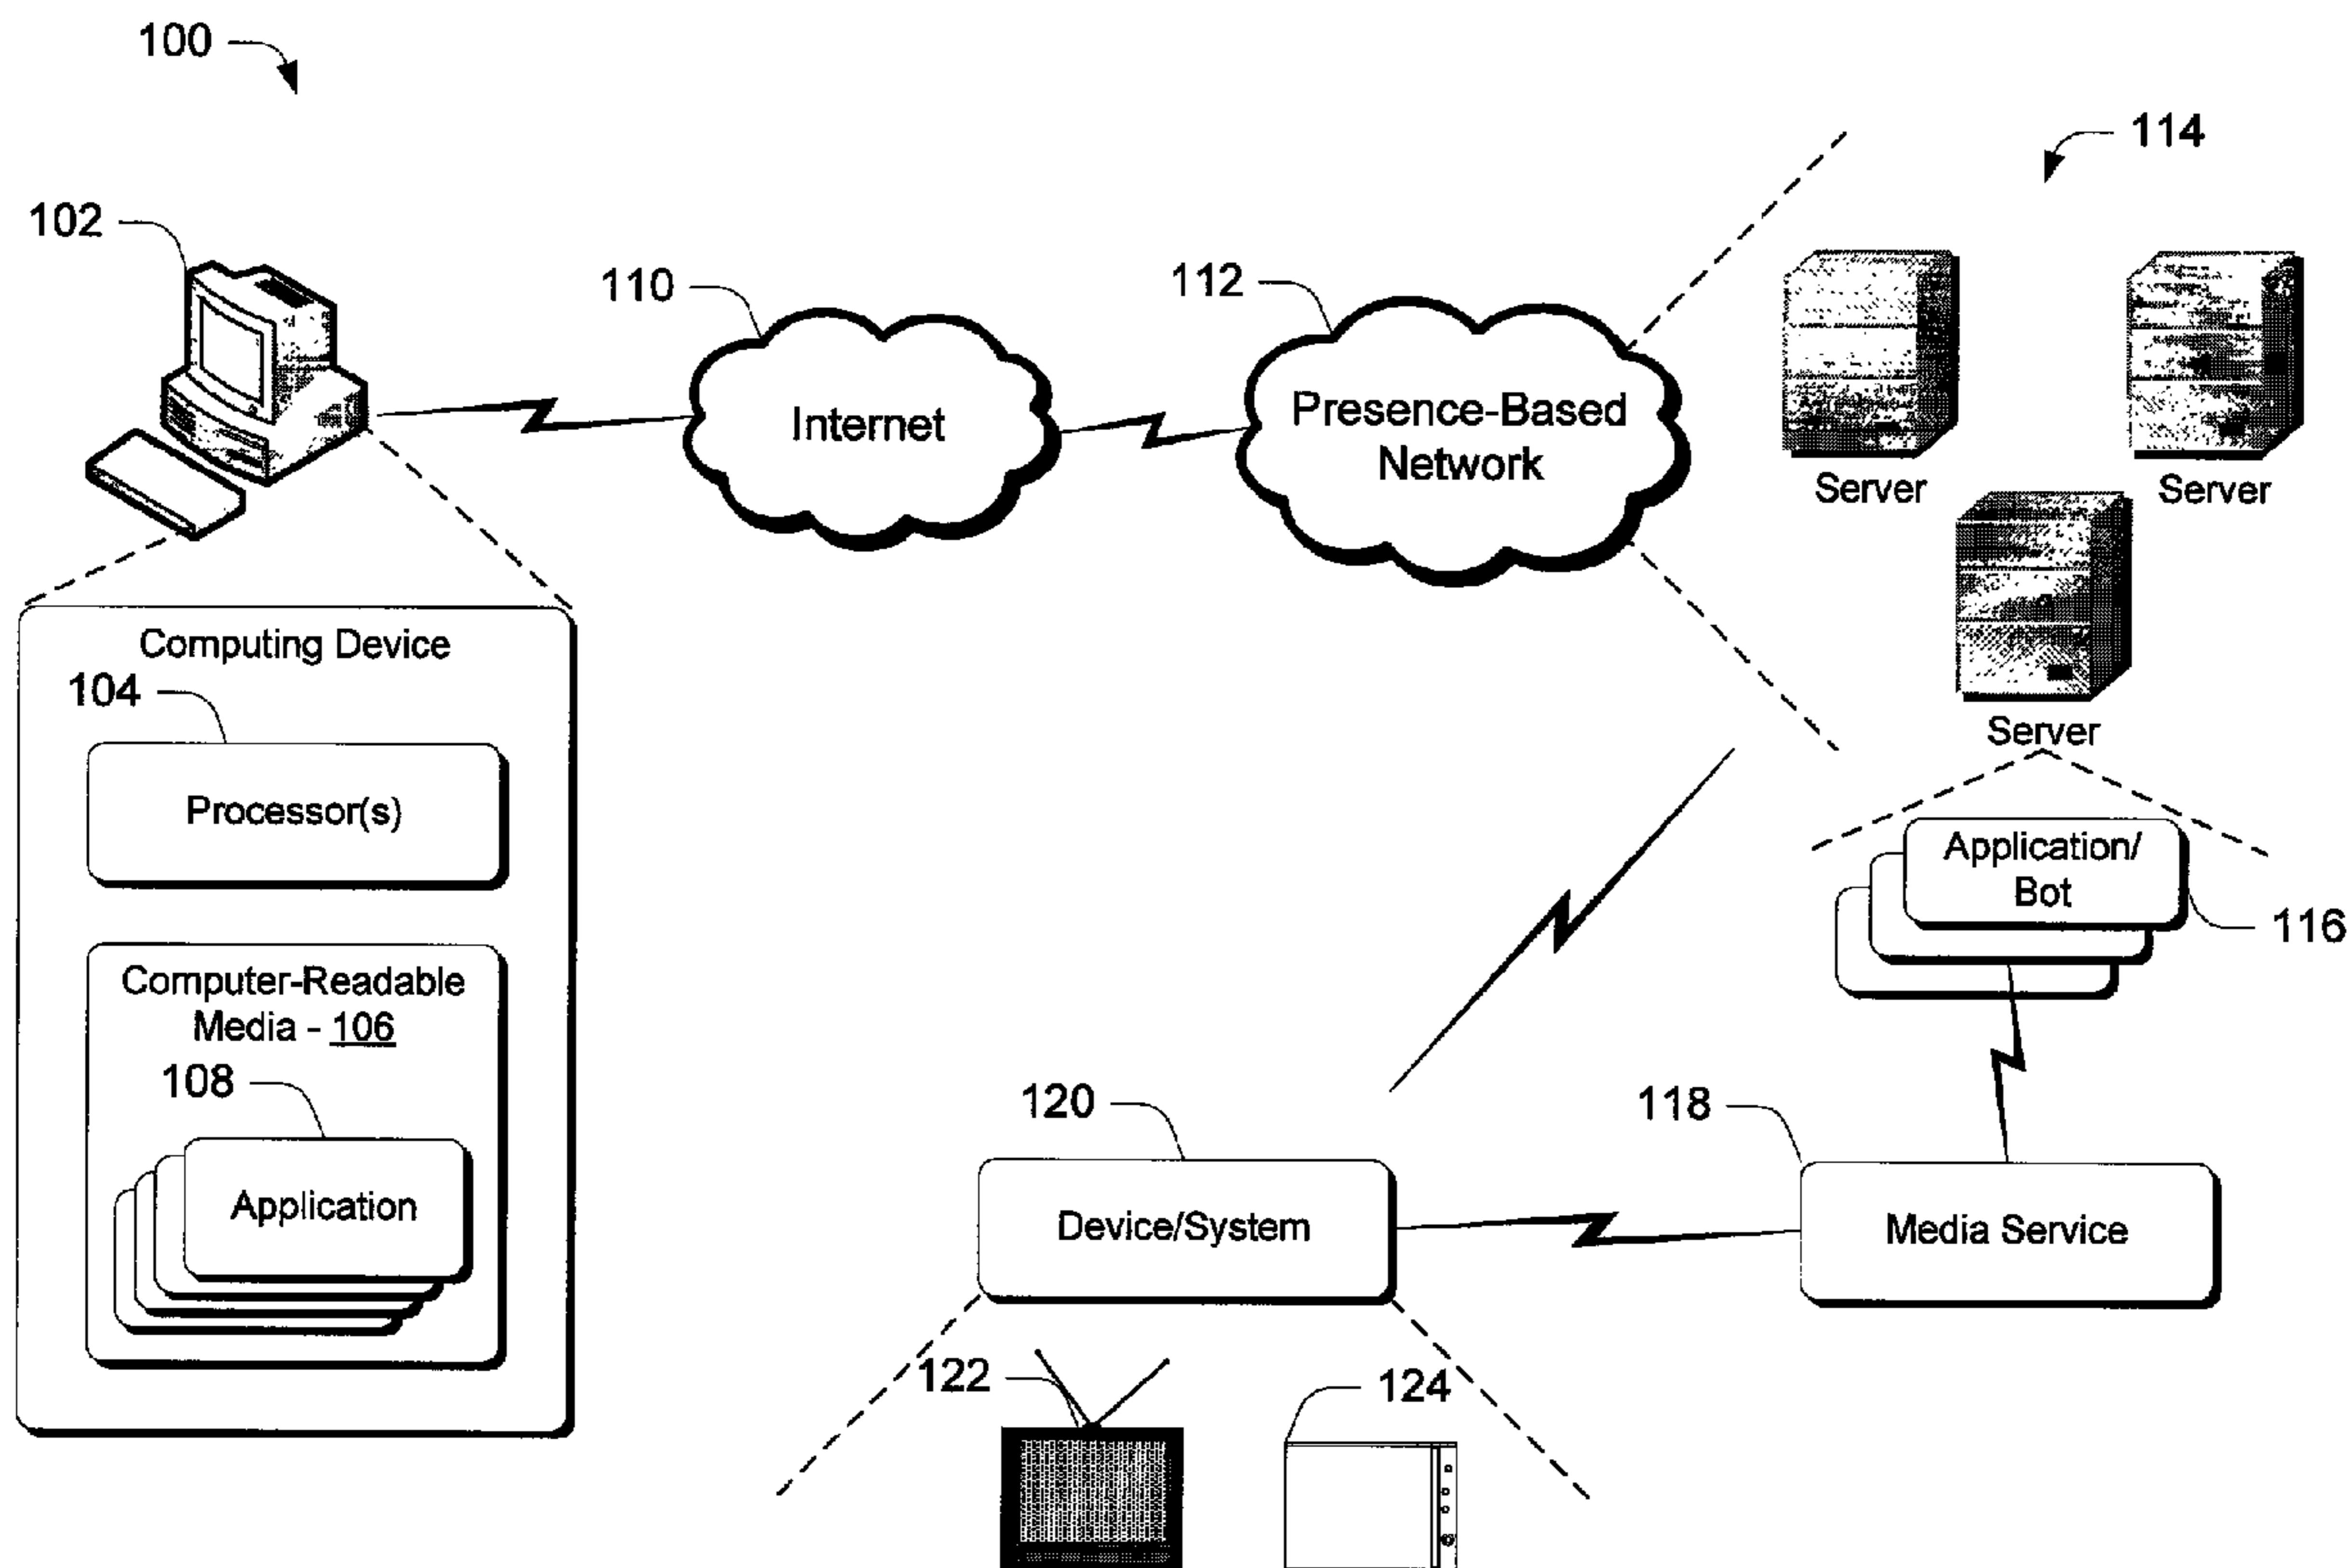 100
114
102
110
112
Internet
Presence-Based
Network
Server
Server
Server
Computing Device
104
Processor(s)
Application/
Bot
116
Computer-Readable
Media - 106
108
Application
120
118
Device/System
Media Service
122
124